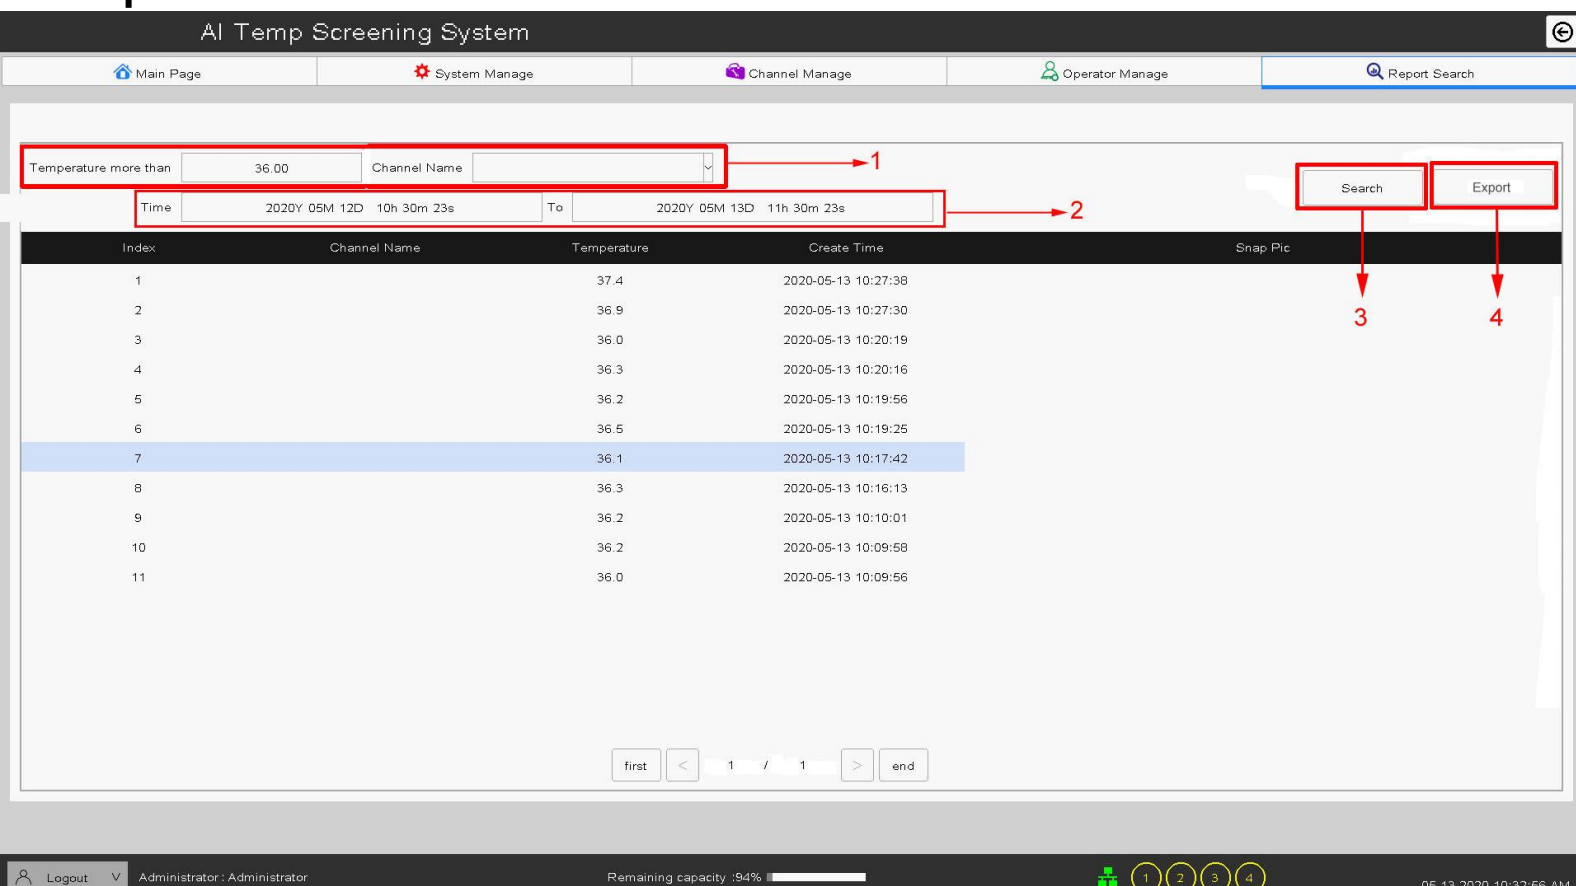 AI Temp Screening System
Main Page System Manage Channel Manage Operator Manage Report Search
Temperature more than 36.00 Channel Name 1
Search Export
Time 2020Y 05M 12D 10h 30m 23s To 2020Y 05M 13D 11h 30m 23s 2
Index Channel Name Temperature Create Time Snap Pic
1 37.4 2020-05-13 10:27:38
2 36.9 2020-05-13 10:27:30
3 4
3 36.0 2020-05-13 10:20:19
4 36.3 2020-05-13 10:20:16
5 36.2 2020-05-13 10:19:56
6 36.5 2020-05-13 10:19:25
7 36.1 2020-05-13 10:17:42
8 36.3 2020-05-13 10:16:13
9 36.2 2020-05-13 10:10:01
10 36.2 2020-05-13 10:09:58
11 36.0 2020-05-13 10:09:56
first < 1 / 1 > end
Logout V Administrator : Administrator Remaining capacity :94% 1 2 3 4 05-13-2020 10:32:56 AM